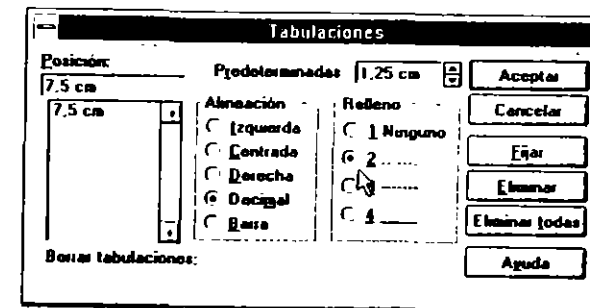 Tabulaciones
Posición:
7,5 cm
7,5 cm
Predeterminadas 1,25 cm
Alineación
Izquierda
Centrada
Derecha
Decimal
Barra
Relleno
1 Ninguno
2 .......
3 -------
4 ____
Aceptar
Cancelar
Fijar
Eliminar
Eliminar todas
Ayuda
Borrar tabulaciones: